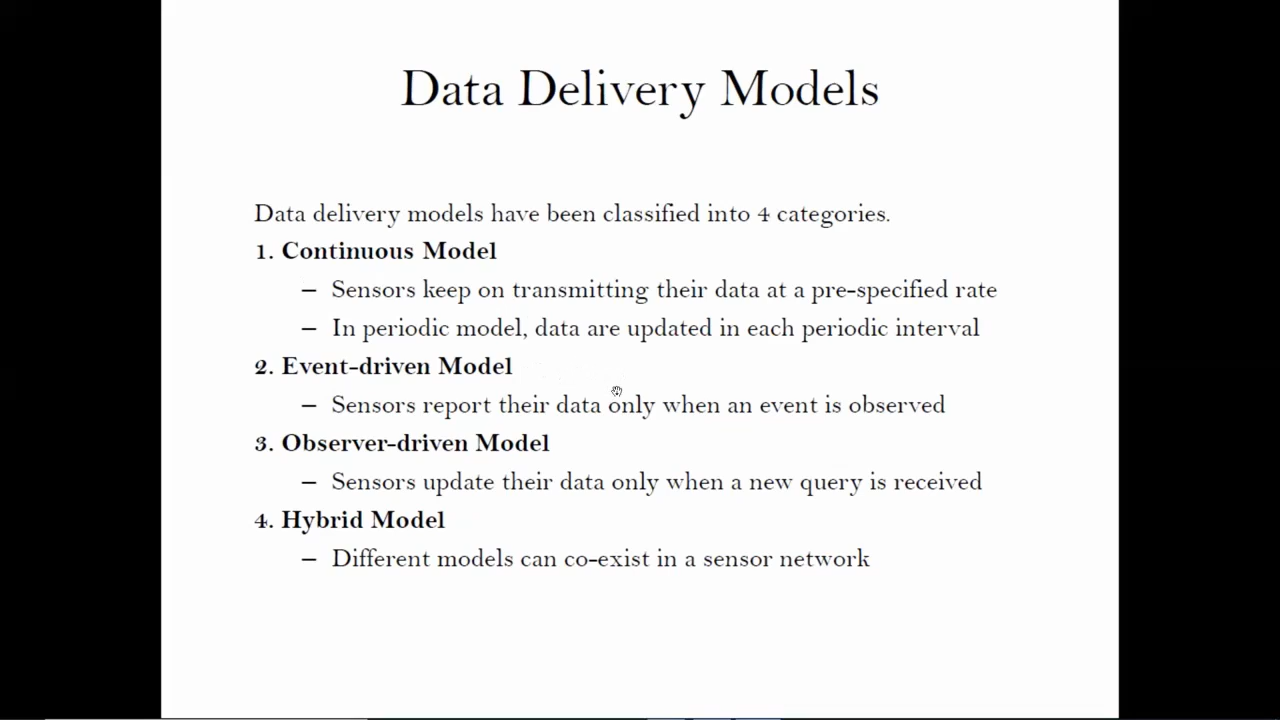 Data Delivery Models
Data delivery models have been classified into 4 categories.
1. Continuous Model
– Sensors keep on transmitting their data at a pre-specified rate
– In periodic model, data are updated in each periodic interval
2. Event-driven Model
– Sensors report their data only when an event is observed
3. Observer-driven Model
– Sensors update their data only when a new query is received
4. Hybrid Model
– Different models can co-exist in a sensor network